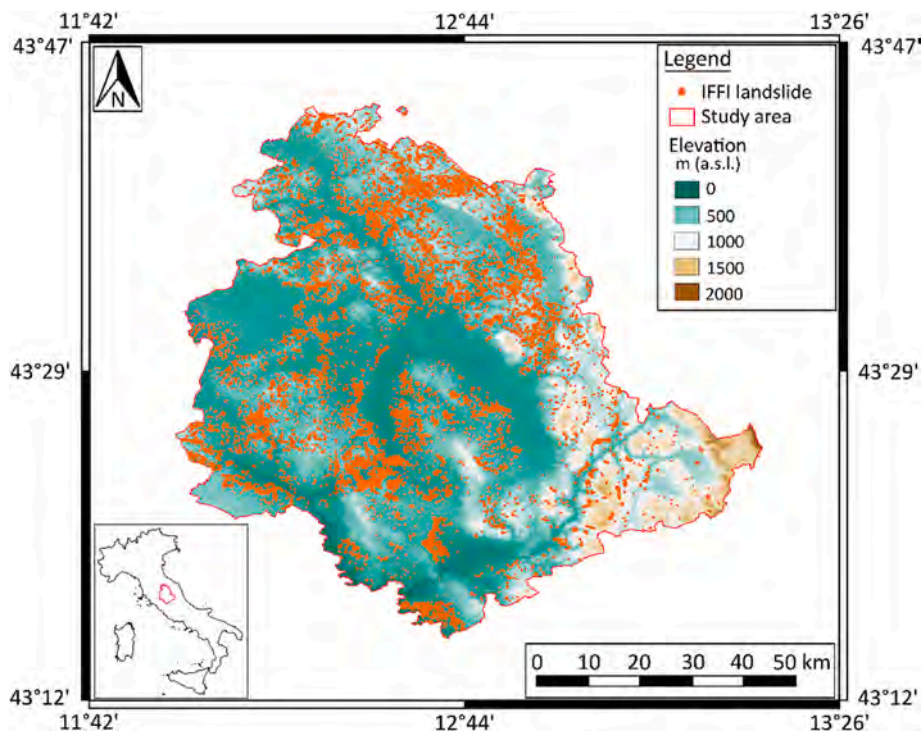 11°42' 12°44' 13°26'
43°47' 43°47'
N
Legend
IFFI landslide
Study area
Elevation
m (a.s.l.)
0
500
1000
1500
2000
43°29' 43°29'
0 10 20 30 40 50 km
43°12' 43°12'
11°42' 12°44' 13°26'